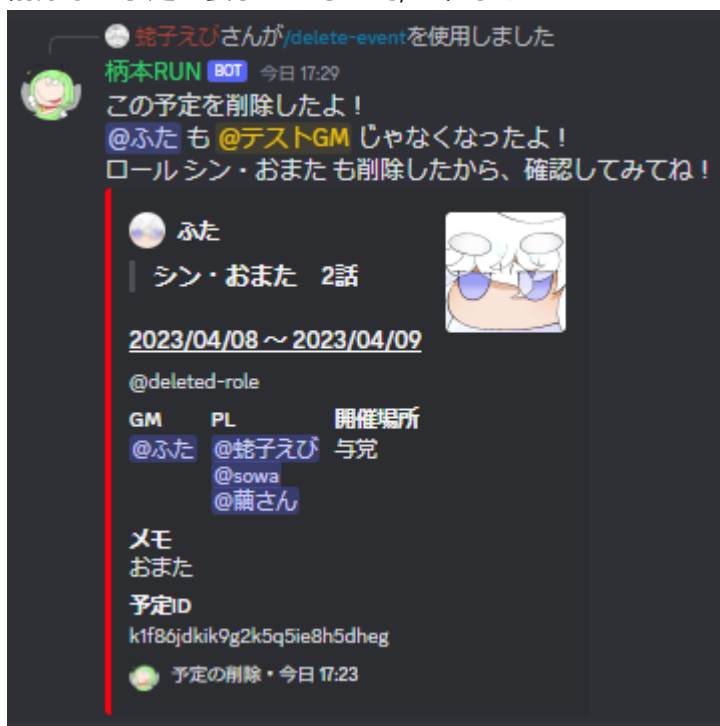 蛯子えびさんが/delete-eventを使用しました
柄本RUN BOT 今日 17:29
この予定を削除したよ！
@ふた も @テストGM じゃなくなったよ！
ロール シン・おまた も削除したから、確認してみてね！
ふた
シン・おまた 2話
2023/04/08 ～ 2023/04/09
@deleted-role
GM PL 開催場所
@ふた @蛯子えび 与党
@sowa
@繭さん
メモ
おまた
予定ID
k1f86jdkik9g2k5q5ie8h5dheg
予定の削除・今日 17:23